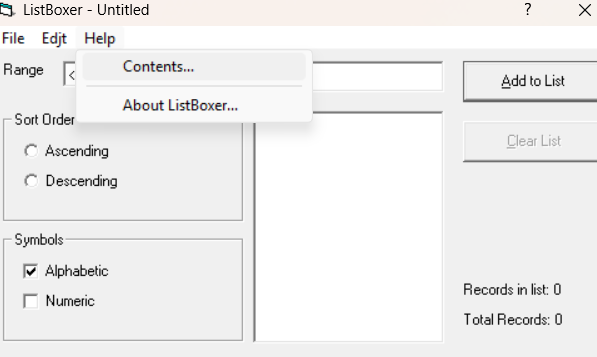 ListBoxer - Untitled ?
File Edjt Help
Range <
Contents...
About ListBoxer...
Add to List
Clear List
Sort Order
Ascending
Descending
Symbols
Alphabetic
Numeric
Records in list: 0
Total Records: 0